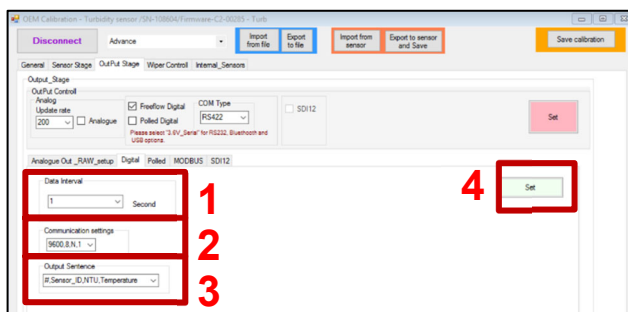 OEM Calibration - Turbidity sensor /SN-108604/Firmware-C2-00285 - Turb
Disconnect
Advance
Import from file
Export to file
Import from sensor
Export to sensor and Save
Save calibration
General Sensor Stage OutPut Stage Wiper Control Internal_Sensors
Output_Stage
OutPut Controll
Analog
Update rate
200
Analogue
Freeflow Digital
Polled Digital
COM Type
RS422
Please select "3.6V_Serial" for RS232, Bluethooth and
USB options.
SDI12
Set
Analogue Out _RAW_setup Digital Polled MODBUS SDI12
Data Interval
1
Second
1
Communication settings
9600,8,N,1
2
Output Sentence
#,Sensor_ID,NTU,Temperature
3
4
Set